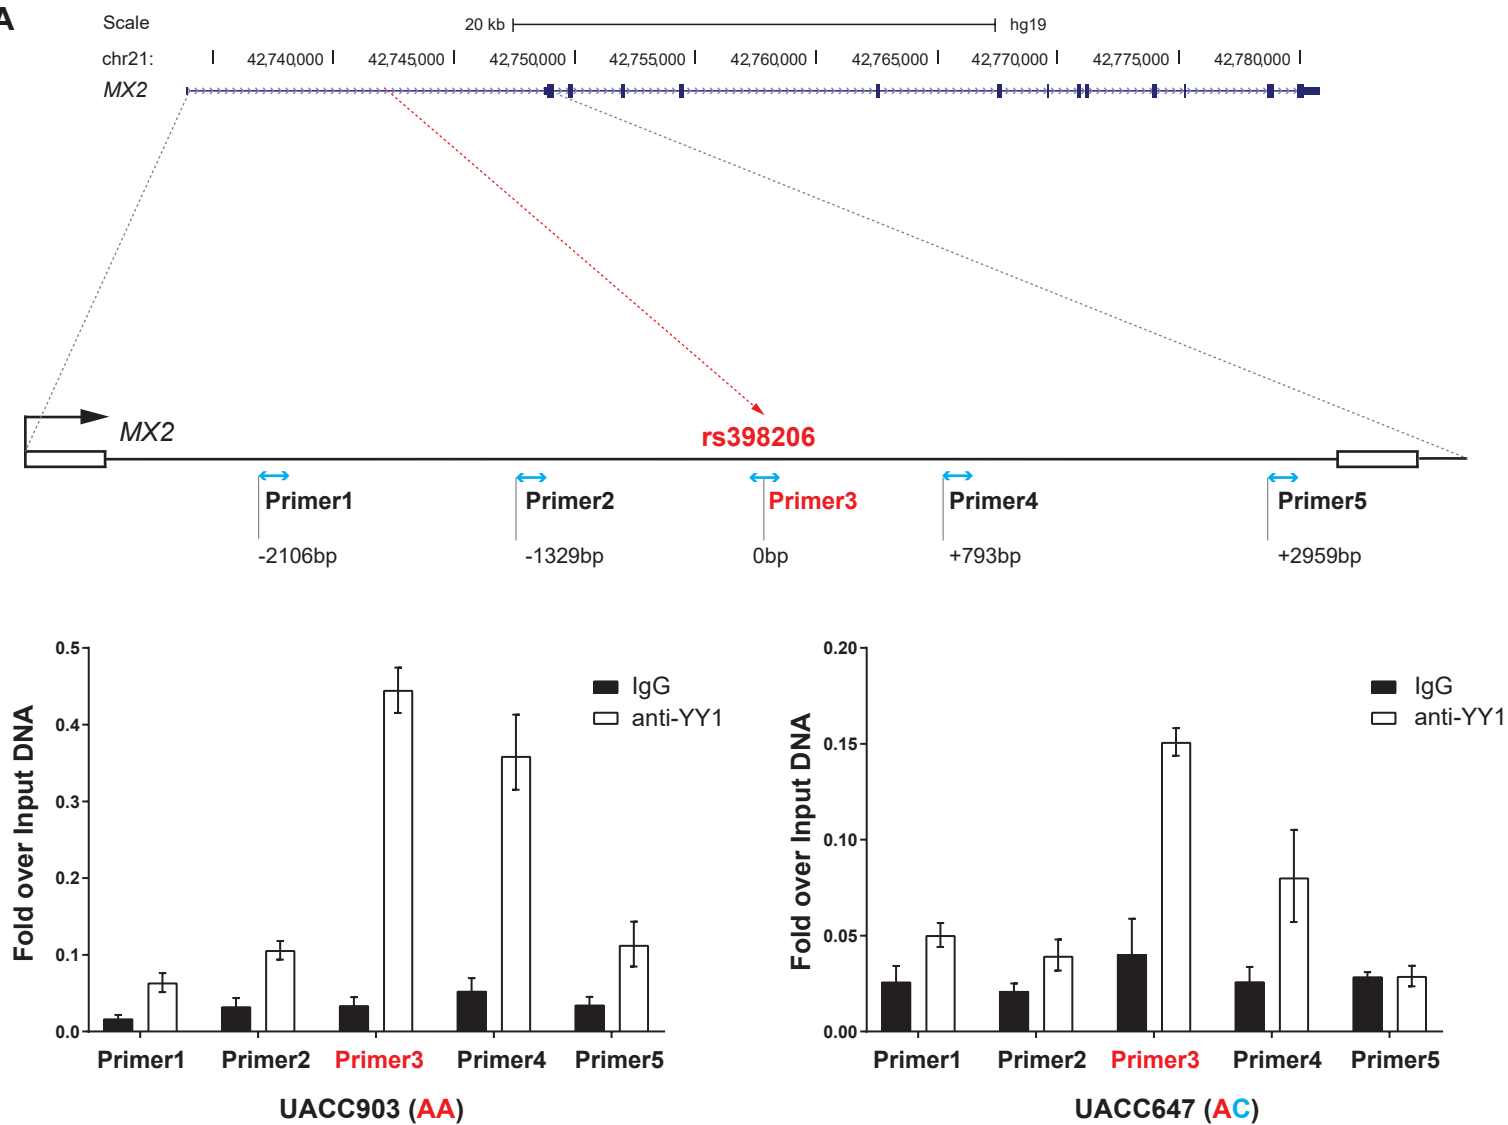 A
Scale 20 kb hg19
chr21: 42,740,000 42,745,000 42,750,000 42,755,000 42,760,000 42,765,000 42,770,000 42,775,000 42,780,000
MX2
MX2
rs398206
Primer1 Primer2 Primer3 Primer4 Primer5
-2106bp -1329bp 0bp +793bp +2959bp
Fold over Input DNA
0.5
0.4
0.3
0.2
0.1
0.0
IgG
anti-YY1
Primer1 Primer2 Primer3 Primer4 Primer5
UACC903 (AA)
Fold over Input DNA
0.20
0.15
0.10
0.05
0.00
IgG
anti-YY1
Primer1 Primer2 Primer3 Primer4 Primer5
UACC647 (AC)